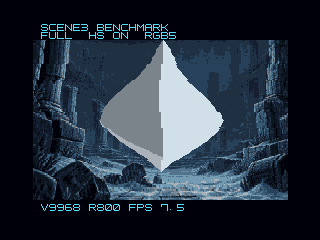 SCENE3 BENCHMARK
FULL HS ON RGB5
V9968 R800 FPS 7.5